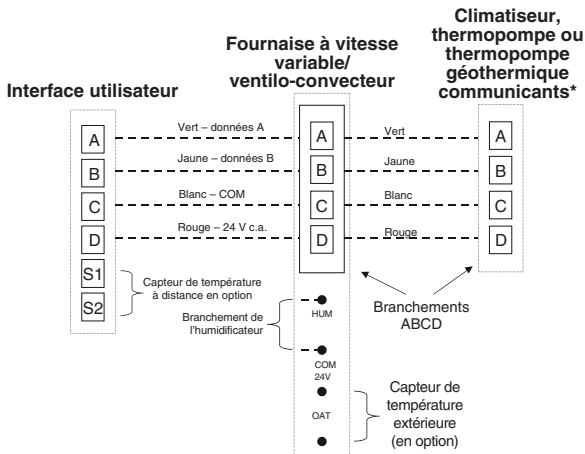 Climatiseur,
thermopompe ou
thermopompe
géothermique
communicants*
Fournaise à vitesse
variable/
ventilo-convecteur
Interface utilisateur
A Vert – données A A Vert A
B Jaune – données B B Jaune B
C Blanc – COM C Blanc C
D Rouge – 24 V c.a. D Rouge D
S1
S2
Capteur de température
à distance en option
Branchement de
l'humidificateur
HUM
COM
24V
OAT
Branchements
ABCD
Capteur de
température
extérieure
(en option)